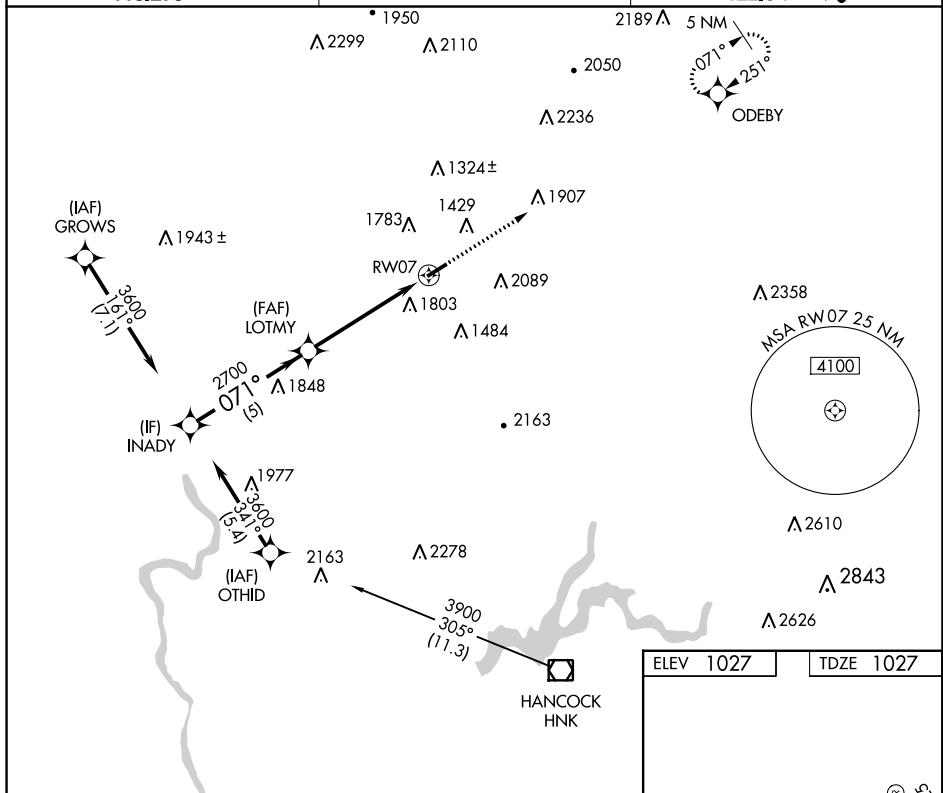 1950
2189
5 NM
2299
2110
071°
251°
2050
ODEBY
2236
1324±
(IAF)
GROWS
1943±
1783
1429
1907
RW07
2089
3600
161°
(7.1)
(FAF)
LOTMY
1803
1484
2358
MSA RW07 25 NM
4100
2700
071°
(5)
1848
(IF)
INADY
2163
1977
3600
341°
(5.4)
(IAF)
OTHID
2163
2278
2610
2843
2626
3900
305°
(11.3)
HANCOCK
HNK
ELEV 1027
TDZE 1027